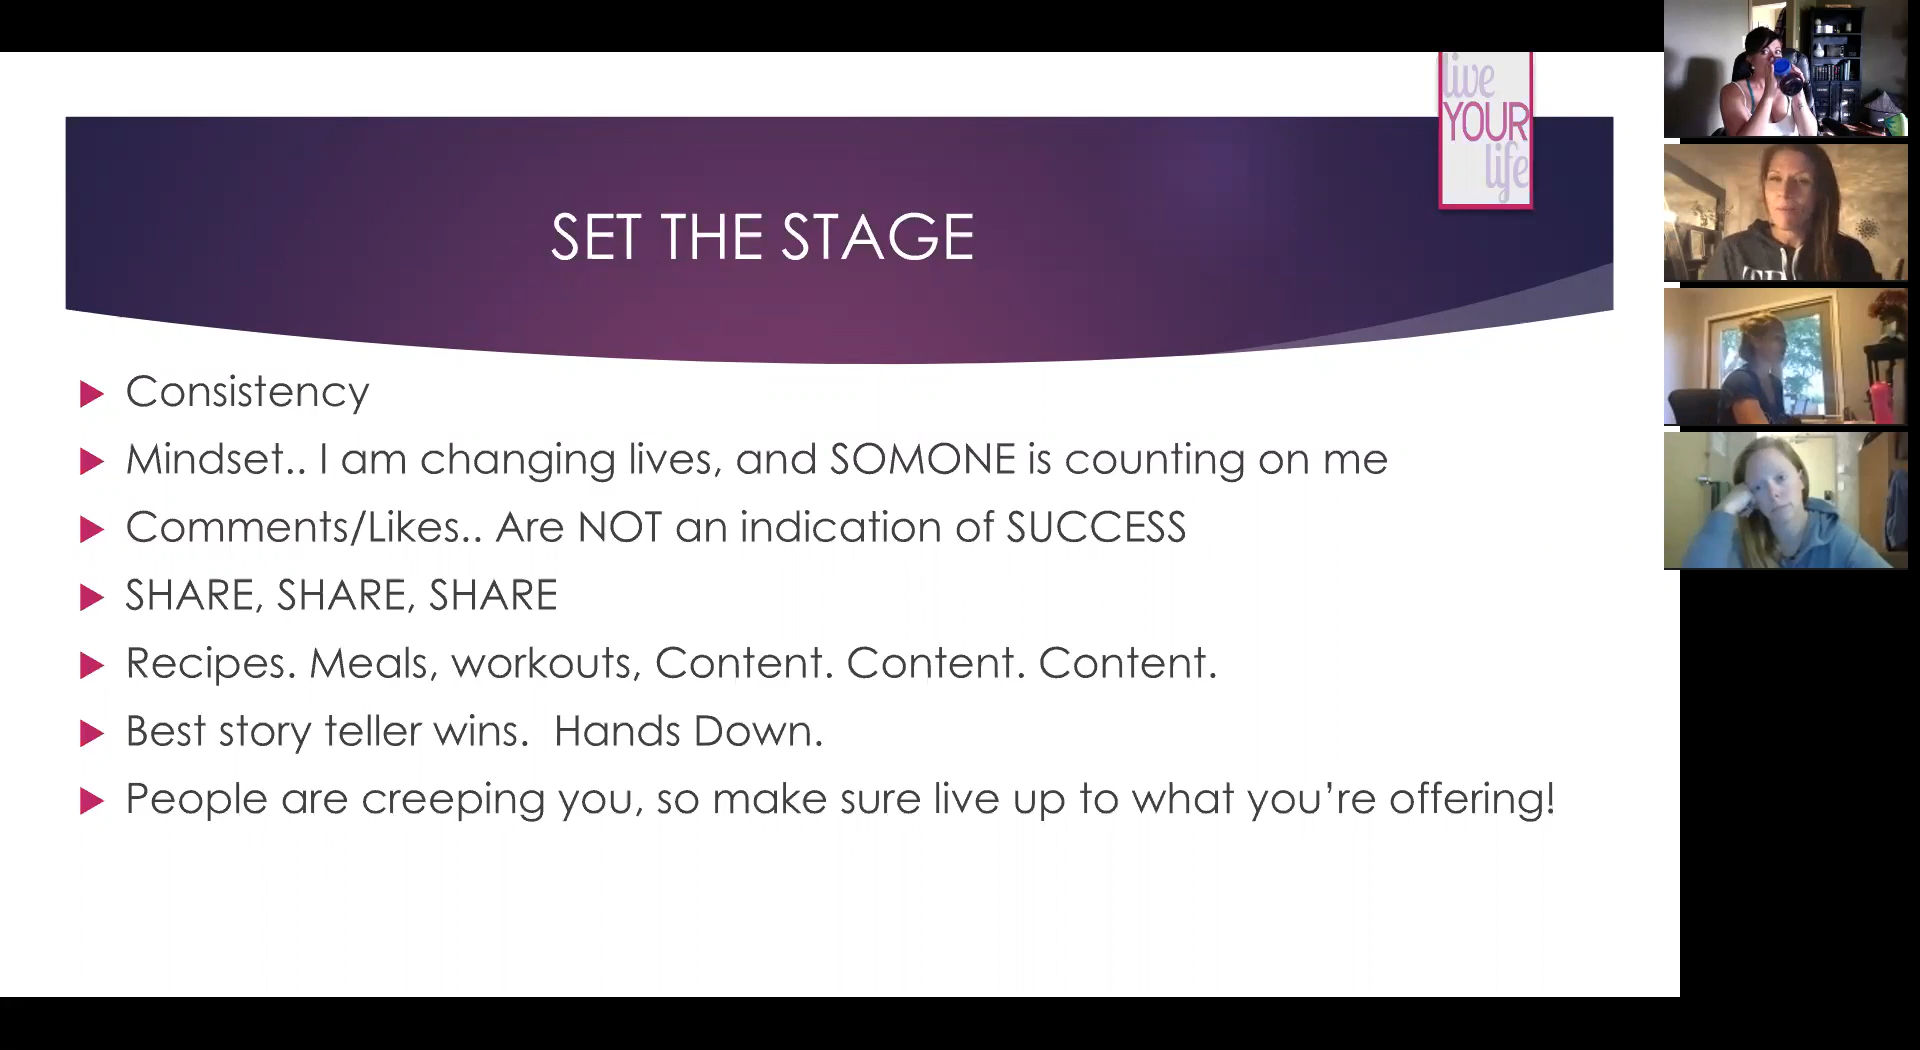 live
YOUR
life
SET THE STAGE
Consistency
Mindset.. I am changing lives, and SOMONE is counting on me
Comments/Likes.. Are NOT an indication of SUCCESS
SHARE, SHARE, SHARE
Recipes. Meals, workouts, Content. Content. Content.
Best story teller wins.  Hands Down.
People are creeping you, so make sure live up to what you’re offering!